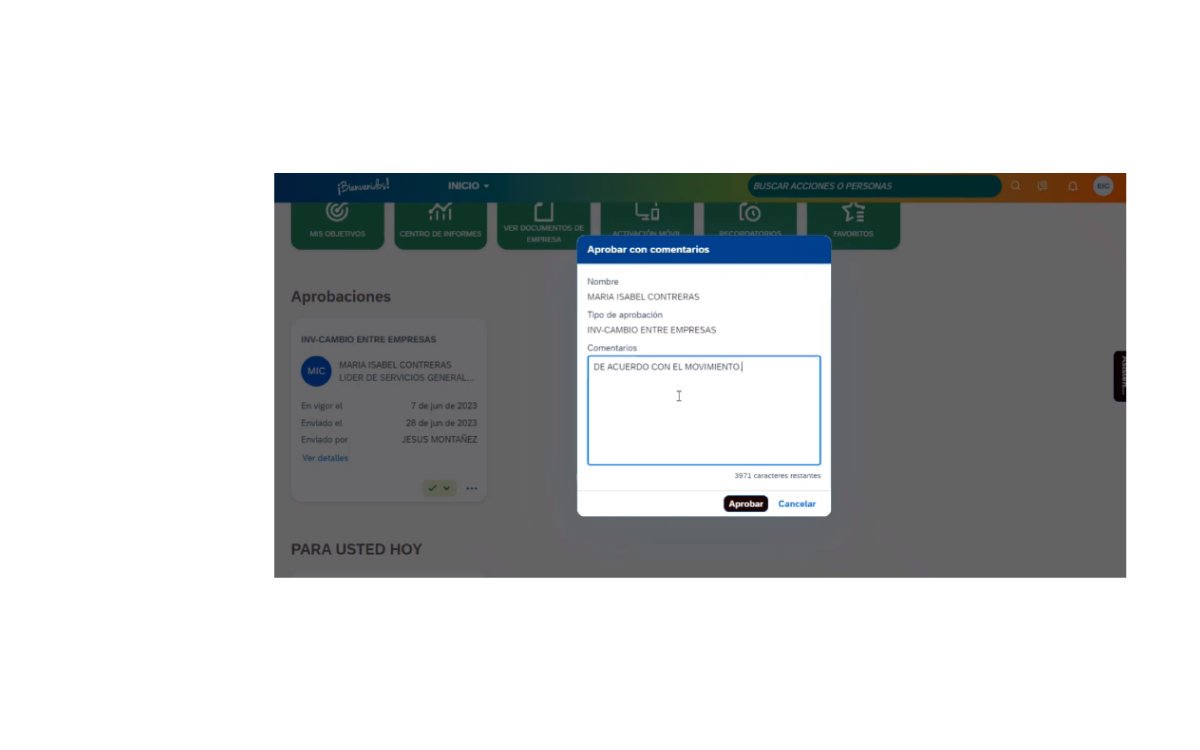 ¡Bienvenidos!
INICIO
BUSCAR ACCIONES O PERSONAS
EIC
MIS OBJETIVOS
CENTRO DE INFORMES
VER DOCUMENTOS DE
EMPRESA
ACTIVACIÓN MÓVIL
RECORDATORIOS
FAVORITOS
Aprobar con comentarios
Nombre
MARIA ISABEL CONTRERAS
Tipo de aprobación
INV-CAMBIO ENTRE EMPRESAS
Comentarios
DE ACUERDO CON EL MOVIMIENTO.
3971 caracteres restantes
Aprobar
Cancelar
Aprobaciones
INV-CAMBIO ENTRE EMPRESAS
MIC
MARIA ISABEL CONTRERAS
LIDER DE SERVICIOS GENERAL...
En vigor el 7 de jun de 2023
Enviado el 28 de jun de 2023
Enviado por JESUS MONTAÑEZ
Ver detalles
PARA USTED HOY